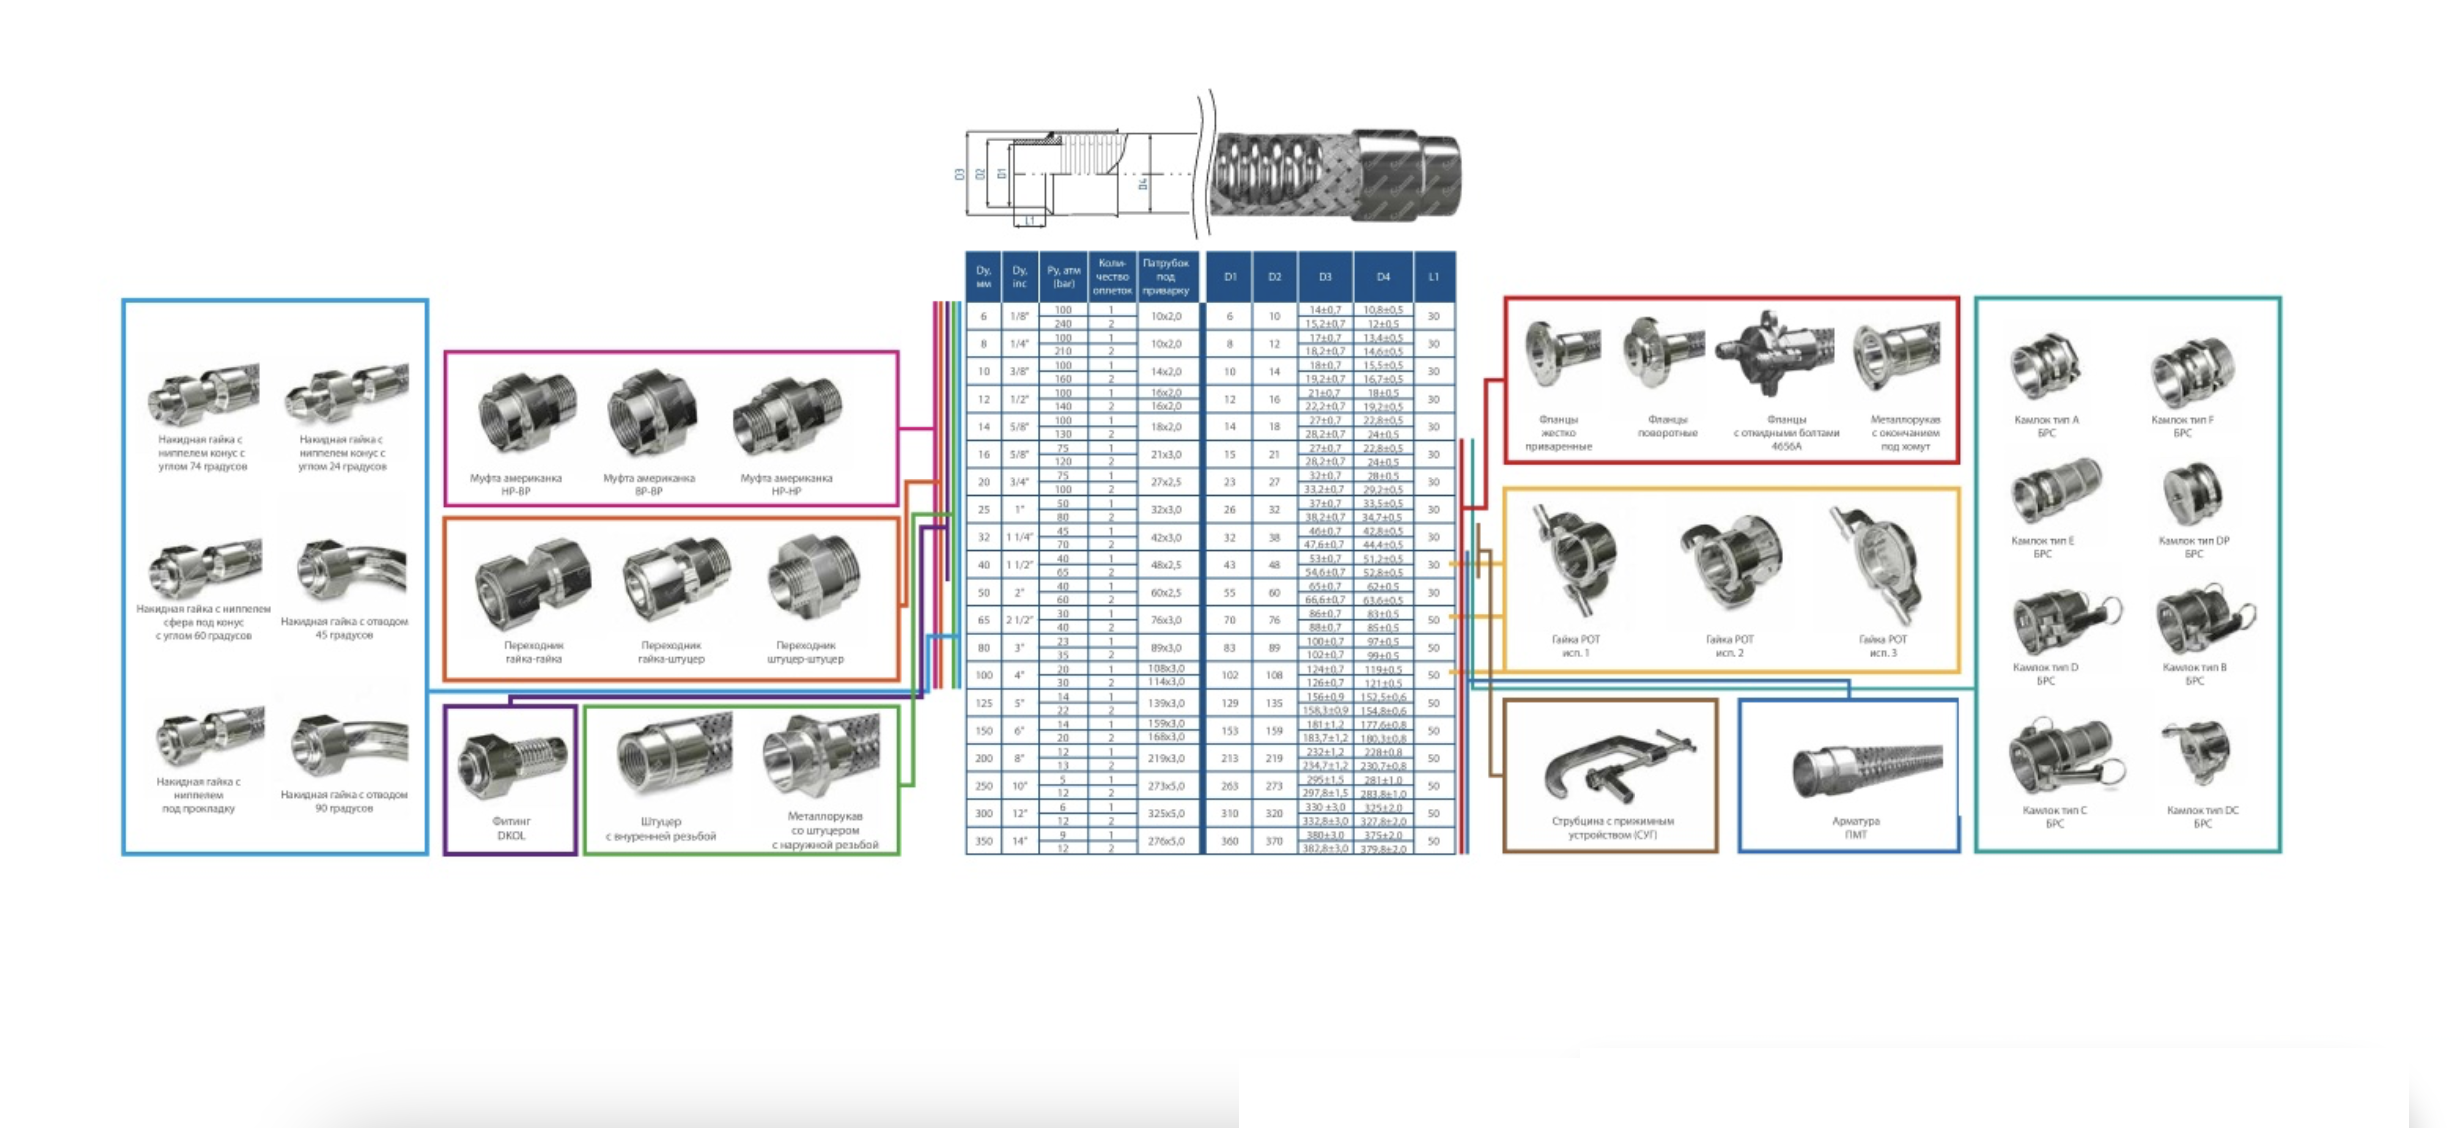 D3
D2
D1
L1
D4
Dy, мм
Dy, inc
Ру, атм (bar)
Коли-чество оплеток
Патрубок под приварку
D1
D2
D3
D4
L1
6 1/8" 100 1 10х2,0 6 10 14±0,7 10,8±0,5 30
240 2 15,2±0,7 12±0,5
8 1/4" 100 1 10х2,0 8 12 17±0,7 13,4±0,5 30
210 2 18,2±0,7 14,6±0,5
10 3/8" 100 1 14х2,0 10 14 18±0,7 15,5±0,5 30
160 2 19,2±0,7 16,7±0,5
12 1/2" 100 1 16х2,0 12 16 21±0,7 18±0,5 30
140 2 16х2,0 22,2±0,7 19,2±0,5
14 5/8" 100 1 18х2,0 14 18 27±0,7 22,8±0,5 30
130 2 28,2±0,7 24±0,5
16 5/8" 75 1 21х3,0 15 21 27±0,7 22,8±0,5 30
120 2 28,2±0,7 24±0,5
20 3/4" 75 1 27х2,5 23 27 32±0,7 28±0,5 30
100 2 33,2±0,7 29,2±0,5
25 1" 50 1 32х3,0 26 32 37±0,7 33,5±0,5 30
80 2 38,2±0,7 34,7±0,5
32 1 1/4" 45 1 42х3,0 32 38 46±0,7 42,8±0,5 30
70 2 47,6±0,7 44,4±0,5
40 1 1/2" 40 1 48х2,5 43 48 53±0,7 51,2±0,5 30
65 2 54,6±0,7 52,8±0,5
50 2" 40 1 60х2,5 55 60 65±0,7 62±0,5 30
60 2 66,6±0,7 63,6±0,5
65 2 1/2" 30 1 76х3,0 70 76 86±0,7 83±0,5 50
40 2 88±0,7 85±0,5
80 3" 23 1 89х3,0 83 89 100±0,7 97±0,5 50
35 2 102±0,7 99±0,5
100 4" 20 1 108х3,0 102 108 124±0,7 119±0,5 50
30 2 114х3,0 126±0,7 121±0,5
125 5" 14 1 139х3,0 129 135 156±0,9 152,5±0,6 50
22 2 158,3±0,9 154,8±0,6
150 6" 14 1 159х3,0 153 159 181±1,2 177,6±0,8 50
20 2 168х3,0 183,7±1,2 180,3±0,8
200 8" 12 1 219х3,0 213 219 232±1,2 228±0,8 50
13 2 234,7±1,2 230,7±0,8
250 10" 5 1 273х5,0 263 273 295±1,5 281±1,0 50
12 2 297,8±1,5 283,8±1,0
300 12" 6 1 325х5,0 310 320 330 ±3,0 325±2,0 50
12 2 332,8±3,0 327,8±2,0
350 14" 9 1 276х5,0 360 370 380±3,0 375±2,0 50
12 2 382,8±3,0 379,8±2,0
Накидная гайка с
ниппелем конус с
углом 74 градусов
Накидная гайка с
ниппелем конус с
углом 24 градусов
Накидная гайка с ниппелем
сфера под конус
с углом 60 градусов
Накидная гайка с отводом
45 градусов
Накидная гайка с
ниппелем
под прокладку
Накидная гайка с отводом
90 градусов
Муфта американка
НР-ВР
Муфта американка
ВР-ВР
Муфта американка
НР-НР
Переходник
гайка-гайка
Переходник
гайка-штуцер
Переходник
штуцер-штуцер
Фитинг
DKOL
Штуцер
с внуренней резьбой
Металлорукав
со штуцером
с наружной резьбой
Фланцы
жестко
приваренные
Фланцы
поворотные
Фланцы
с откидными болтами
4656А
Металлорукав
с окончанием
под хомут
Гайка РОТ
исп. 1
Гайка РОТ
исп. 2
Гайка РОТ
исп. 3
Струбцина с прижимным
устройством (СУГ)
Арматура
ПМТ
Камлок тип А
БРС
Камлок тип F
БРС
Камлок тип E
БРС
Камлок тип DP
БРС
Камлок тип D
БРС
Камлок тип B
БРС
Камлок тип C
БРС
Камлок тип DC
БРС